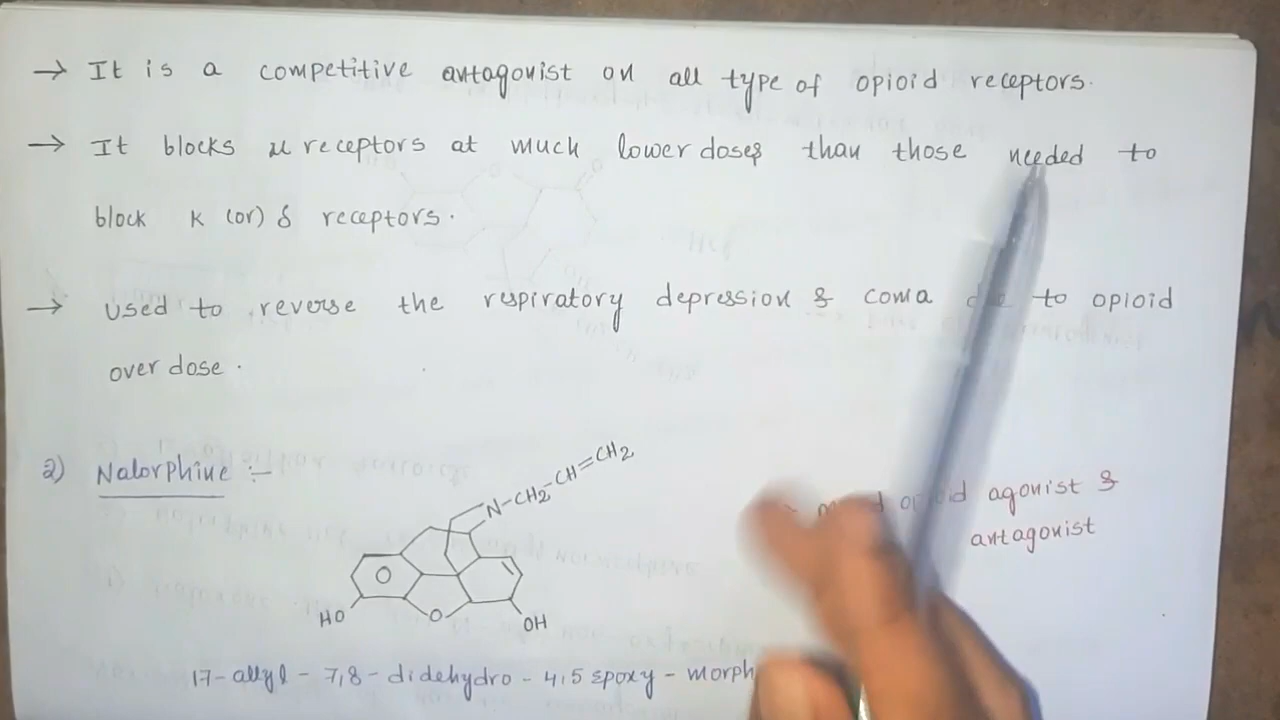 → It is a competitive antagonist on all type of opioid receptors.
→ It blocks μ receptors at much lower doses than those needed to
block κ (or) δ receptors.
→ used to reverse the respiratory depression & coma to opioid
over dose.
2) Nalorphine :-
N-CH2-CH=CH2
agonist &
antagonist
HO
O
OH
17-allyl - 7,8-didehydro - 4,5 epoxy -